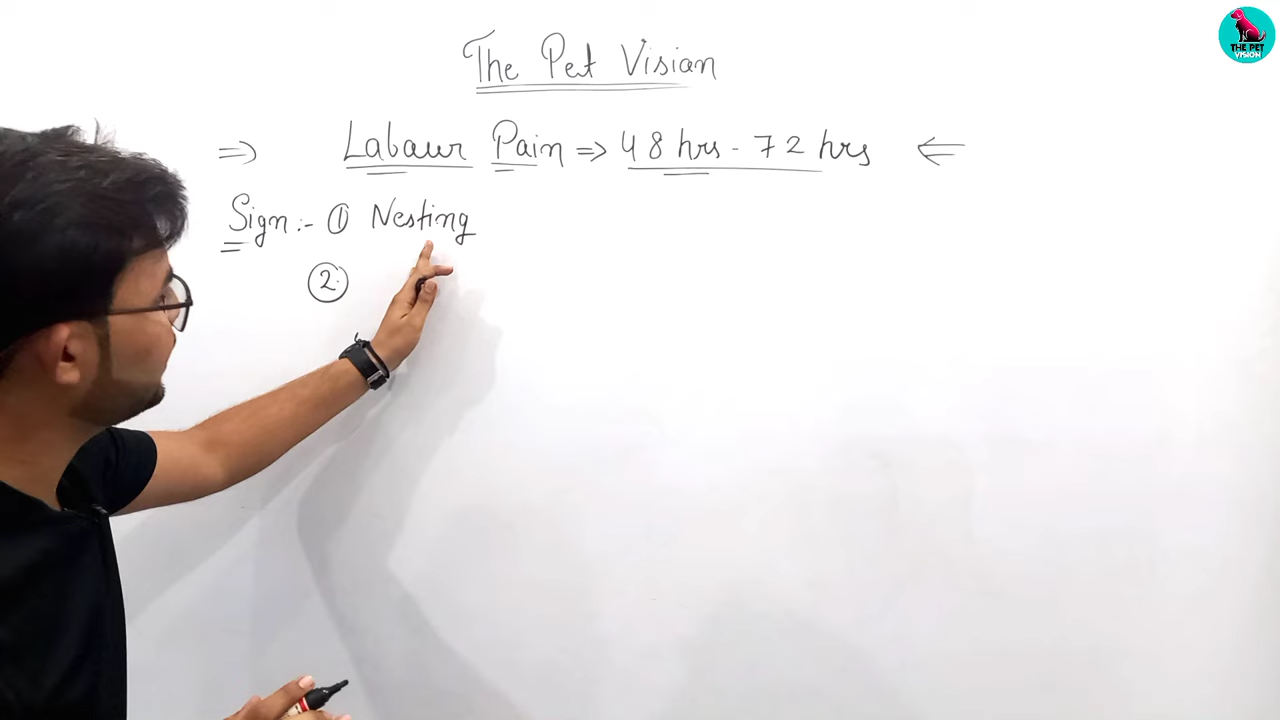 The Pet Visian
⇒ Labaur Pain ⇒ 48 hrs - 72 hrs ⇐
Sign :- ① Nesting
②
THE PET
VISION